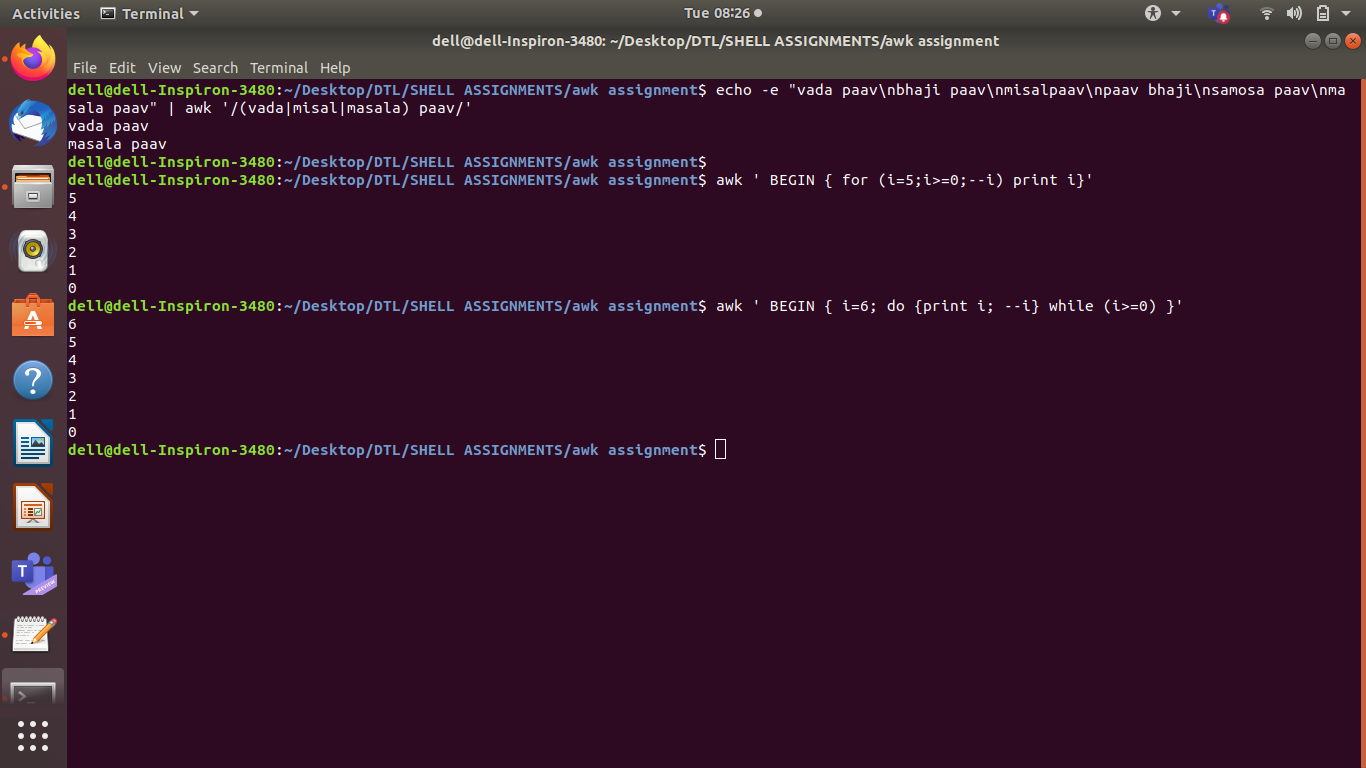 Activities Terminal Tue 08:26
dell@dell-Inspiron-3480: ~/Desktop/DTL/SHELL ASSIGNMENTS/awk assignment
File Edit View Search Terminal Help
dell@dell-Inspiron-3480:~/Desktop/DTL/SHELL ASSIGNMENTS/awk assignment$ echo -e "vada paav\nbhaji paav\nmisalpaav\npaav bhaji\nsamosa paav\nma
sala paav" | awk '/(vada|misal|masala) paav/'
vada paav
masala paav
dell@dell-Inspiron-3480:~/Desktop/DTL/SHELL ASSIGNMENTS/awk assignment$
dell@dell-Inspiron-3480:~/Desktop/DTL/SHELL ASSIGNMENTS/awk assignment$ awk ' BEGIN { for (i=5;i>=0;--i) print i}'
5
4
3
2
1
0
dell@dell-Inspiron-3480:~/Desktop/DTL/SHELL ASSIGNMENTS/awk assignment$ awk ' BEGIN { i=6; do {print i; --i} while (i>=0) }'
6
5
4
3
2
1
0
dell@dell-Inspiron-3480:~/Desktop/DTL/SHELL ASSIGNMENTS/awk assignment$
T
PREVIEW